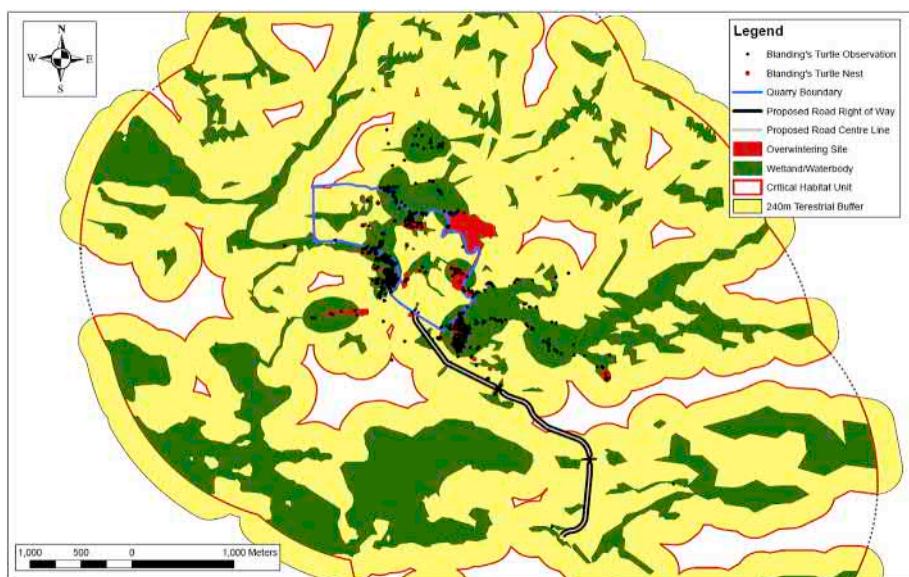 N
W E
S
Legend
Blanding's Turtle Observation
Blanding's Turtle Nest
Quarry Boundary
Proposed Road Right of Way
Proposed Road Centre Line
Overwintering Site
Wetland/Waterbody
Critical Habitat Unit
240m Terestrial Buffer
1,000 500 0 1,000 Meters